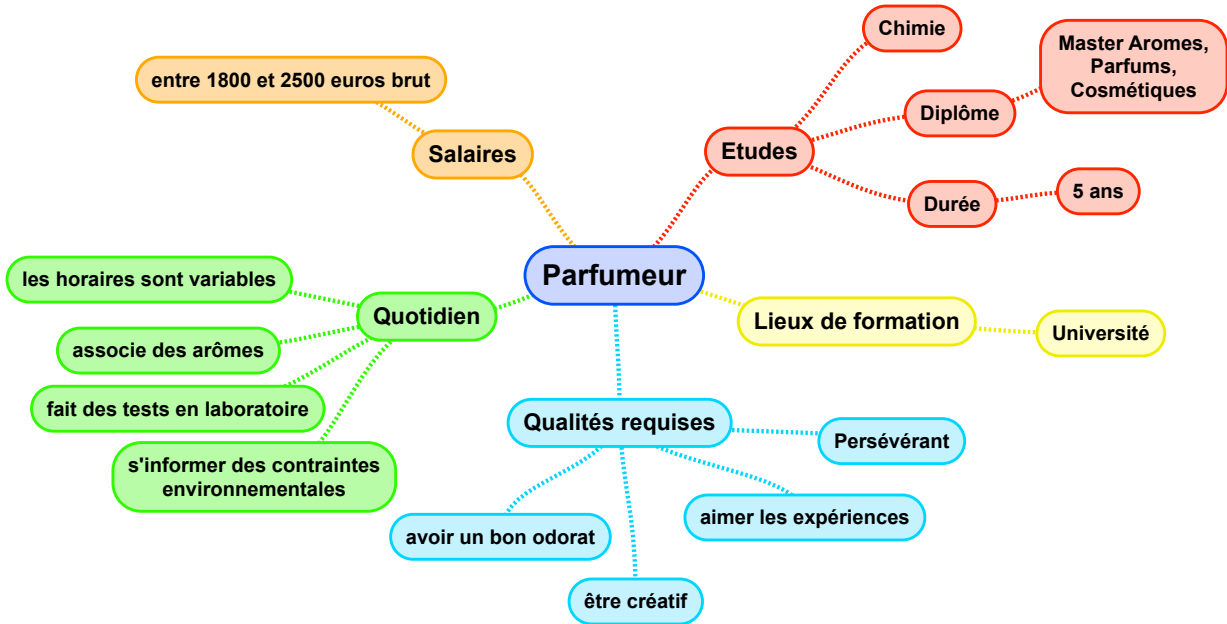 Parfumeur
Etudes
Chimie
Diplôme
Master Aromes,
Parfums,
Cosmétiques
Durée
5 ans
Lieux de formation
Université
Qualités requises
Persévérant
aimer les expériences
être créatif
avoir un bon odorat
Quotidien
les horaires sont variables
associe des arômes
fait des tests en laboratoire
s'informer des contraintes
environnementales
Salaires
entre 1800 et 2500 euros brut